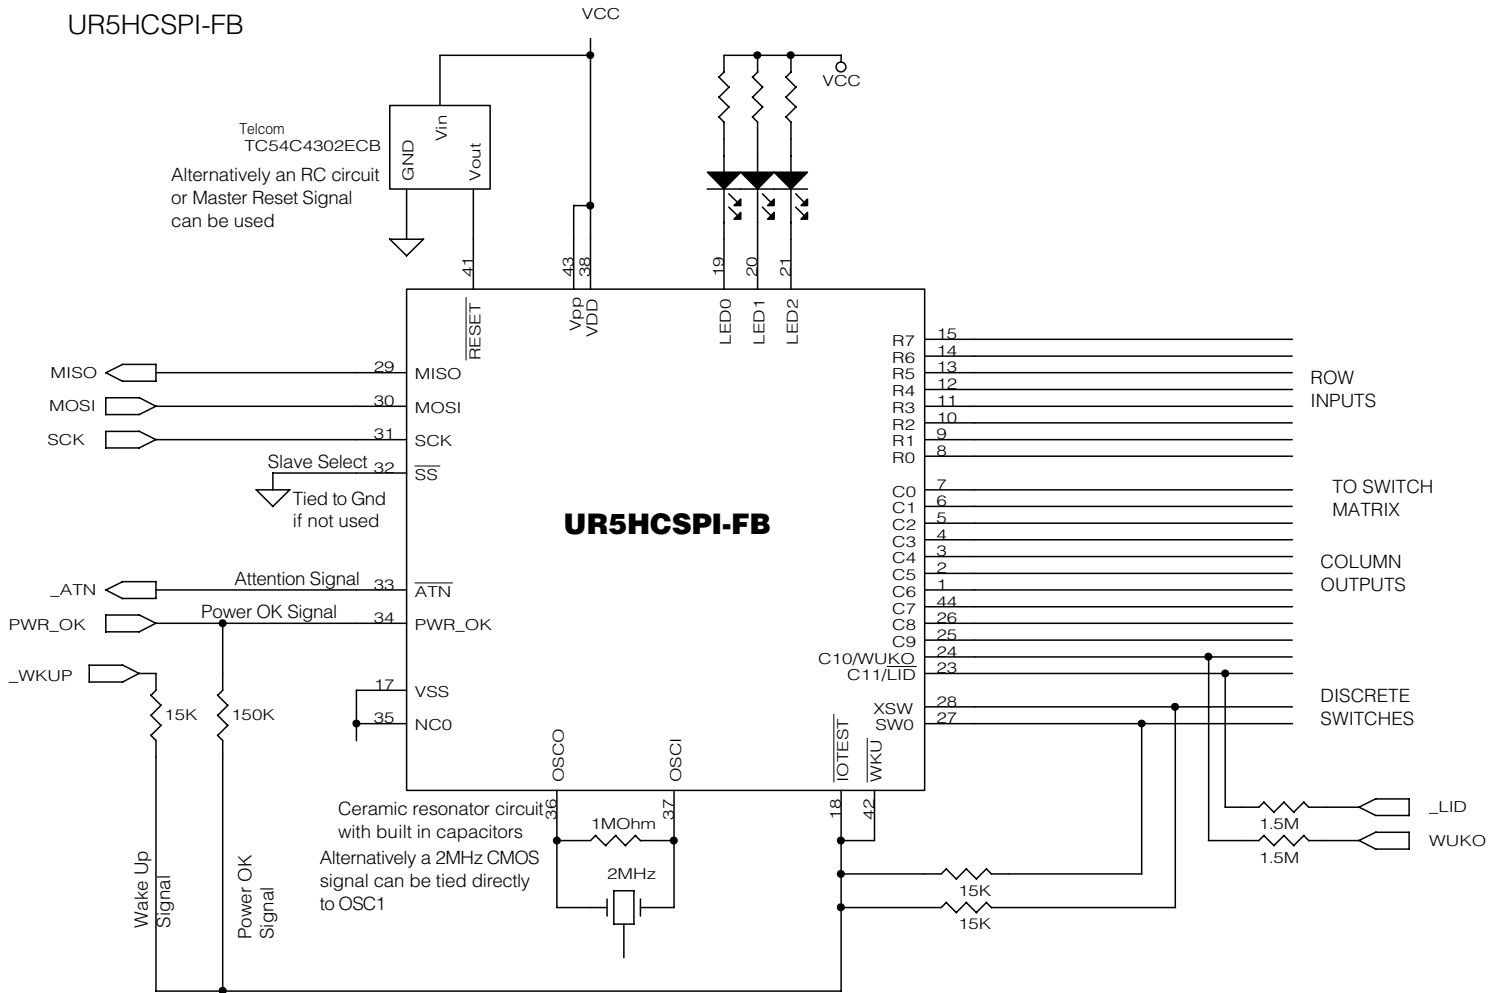 UR5HCSPI-FB
VCC
VCC
Telcom
TC54C4302ECB
Vin
GND
Vout
Alternatively an RC circuit
or Master Reset Signal
can be used
41
43
38
19
20
21
RESET
Vpp
VDD
LED0
LED1
LED2
MISO
29
MISO
MOSI
30
MOSI
SCK
31
SCK
Slave Select
32
SS
Tied to Gnd
if not used
UR5HCSPI-FB
_ATN
Attention Signal
33
ATN
PWR_OK
Power OK Signal
34
PWR_OK
_WKUP
15K
150K
17
VSS
35
NC0
R7
15
R6
14
R5
13
R4
12
R3
11
R2
10
R1
9
R0
8
ROW
INPUTS
C0
7
C1
6
C2
5
C3
4
C4
3
C5
2
C6
1
C7
44
C8
26
C9
25
C10/WUKO
24
C11/LID
23
TO SWITCH
MATRIX
COLUMN
OUTPUTS
XSW
28
SW0
27
DISCRETE
SWITCHES
OSCO
OSCI
IOTEST
WKU
36
37
18
42
Ceramic resonator circuit
with built in capacitors
Alternatively a 2MHz CMOS
signal can be tied directly
to OSC1
1MOhm
2MHz
Wake Up
Signal
Power OK
Signal
15K
15K
1.5M
_LID
1.5M
WUKO